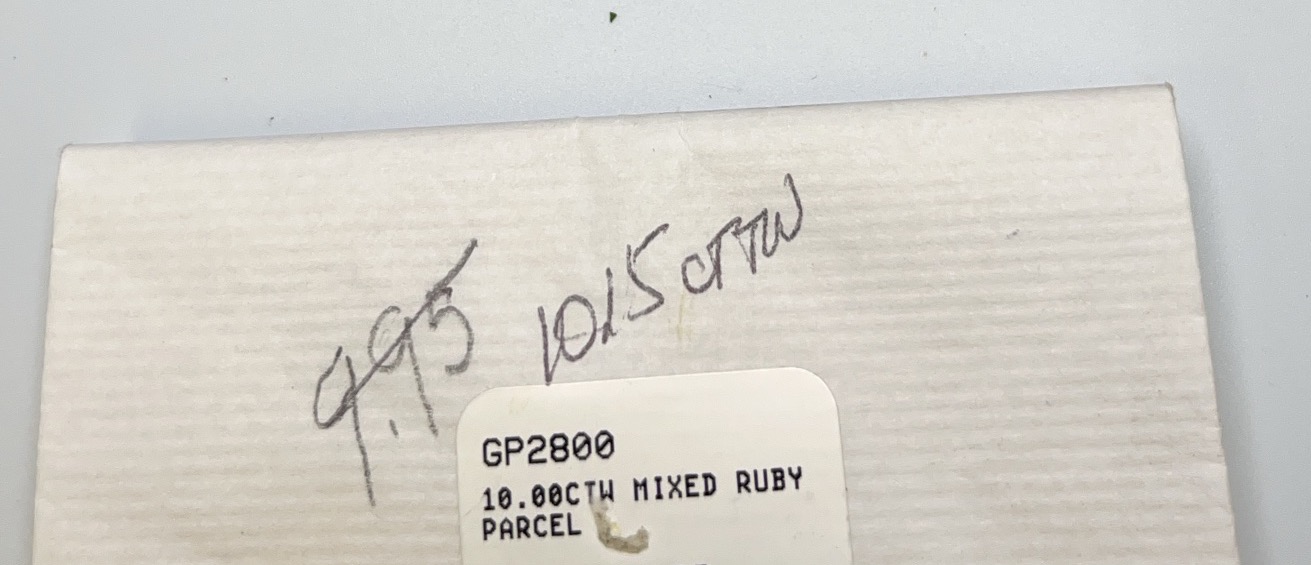 9.95
10.15 CTTW
GP2800
10.00CTW MIXED RUBY
PARCEL